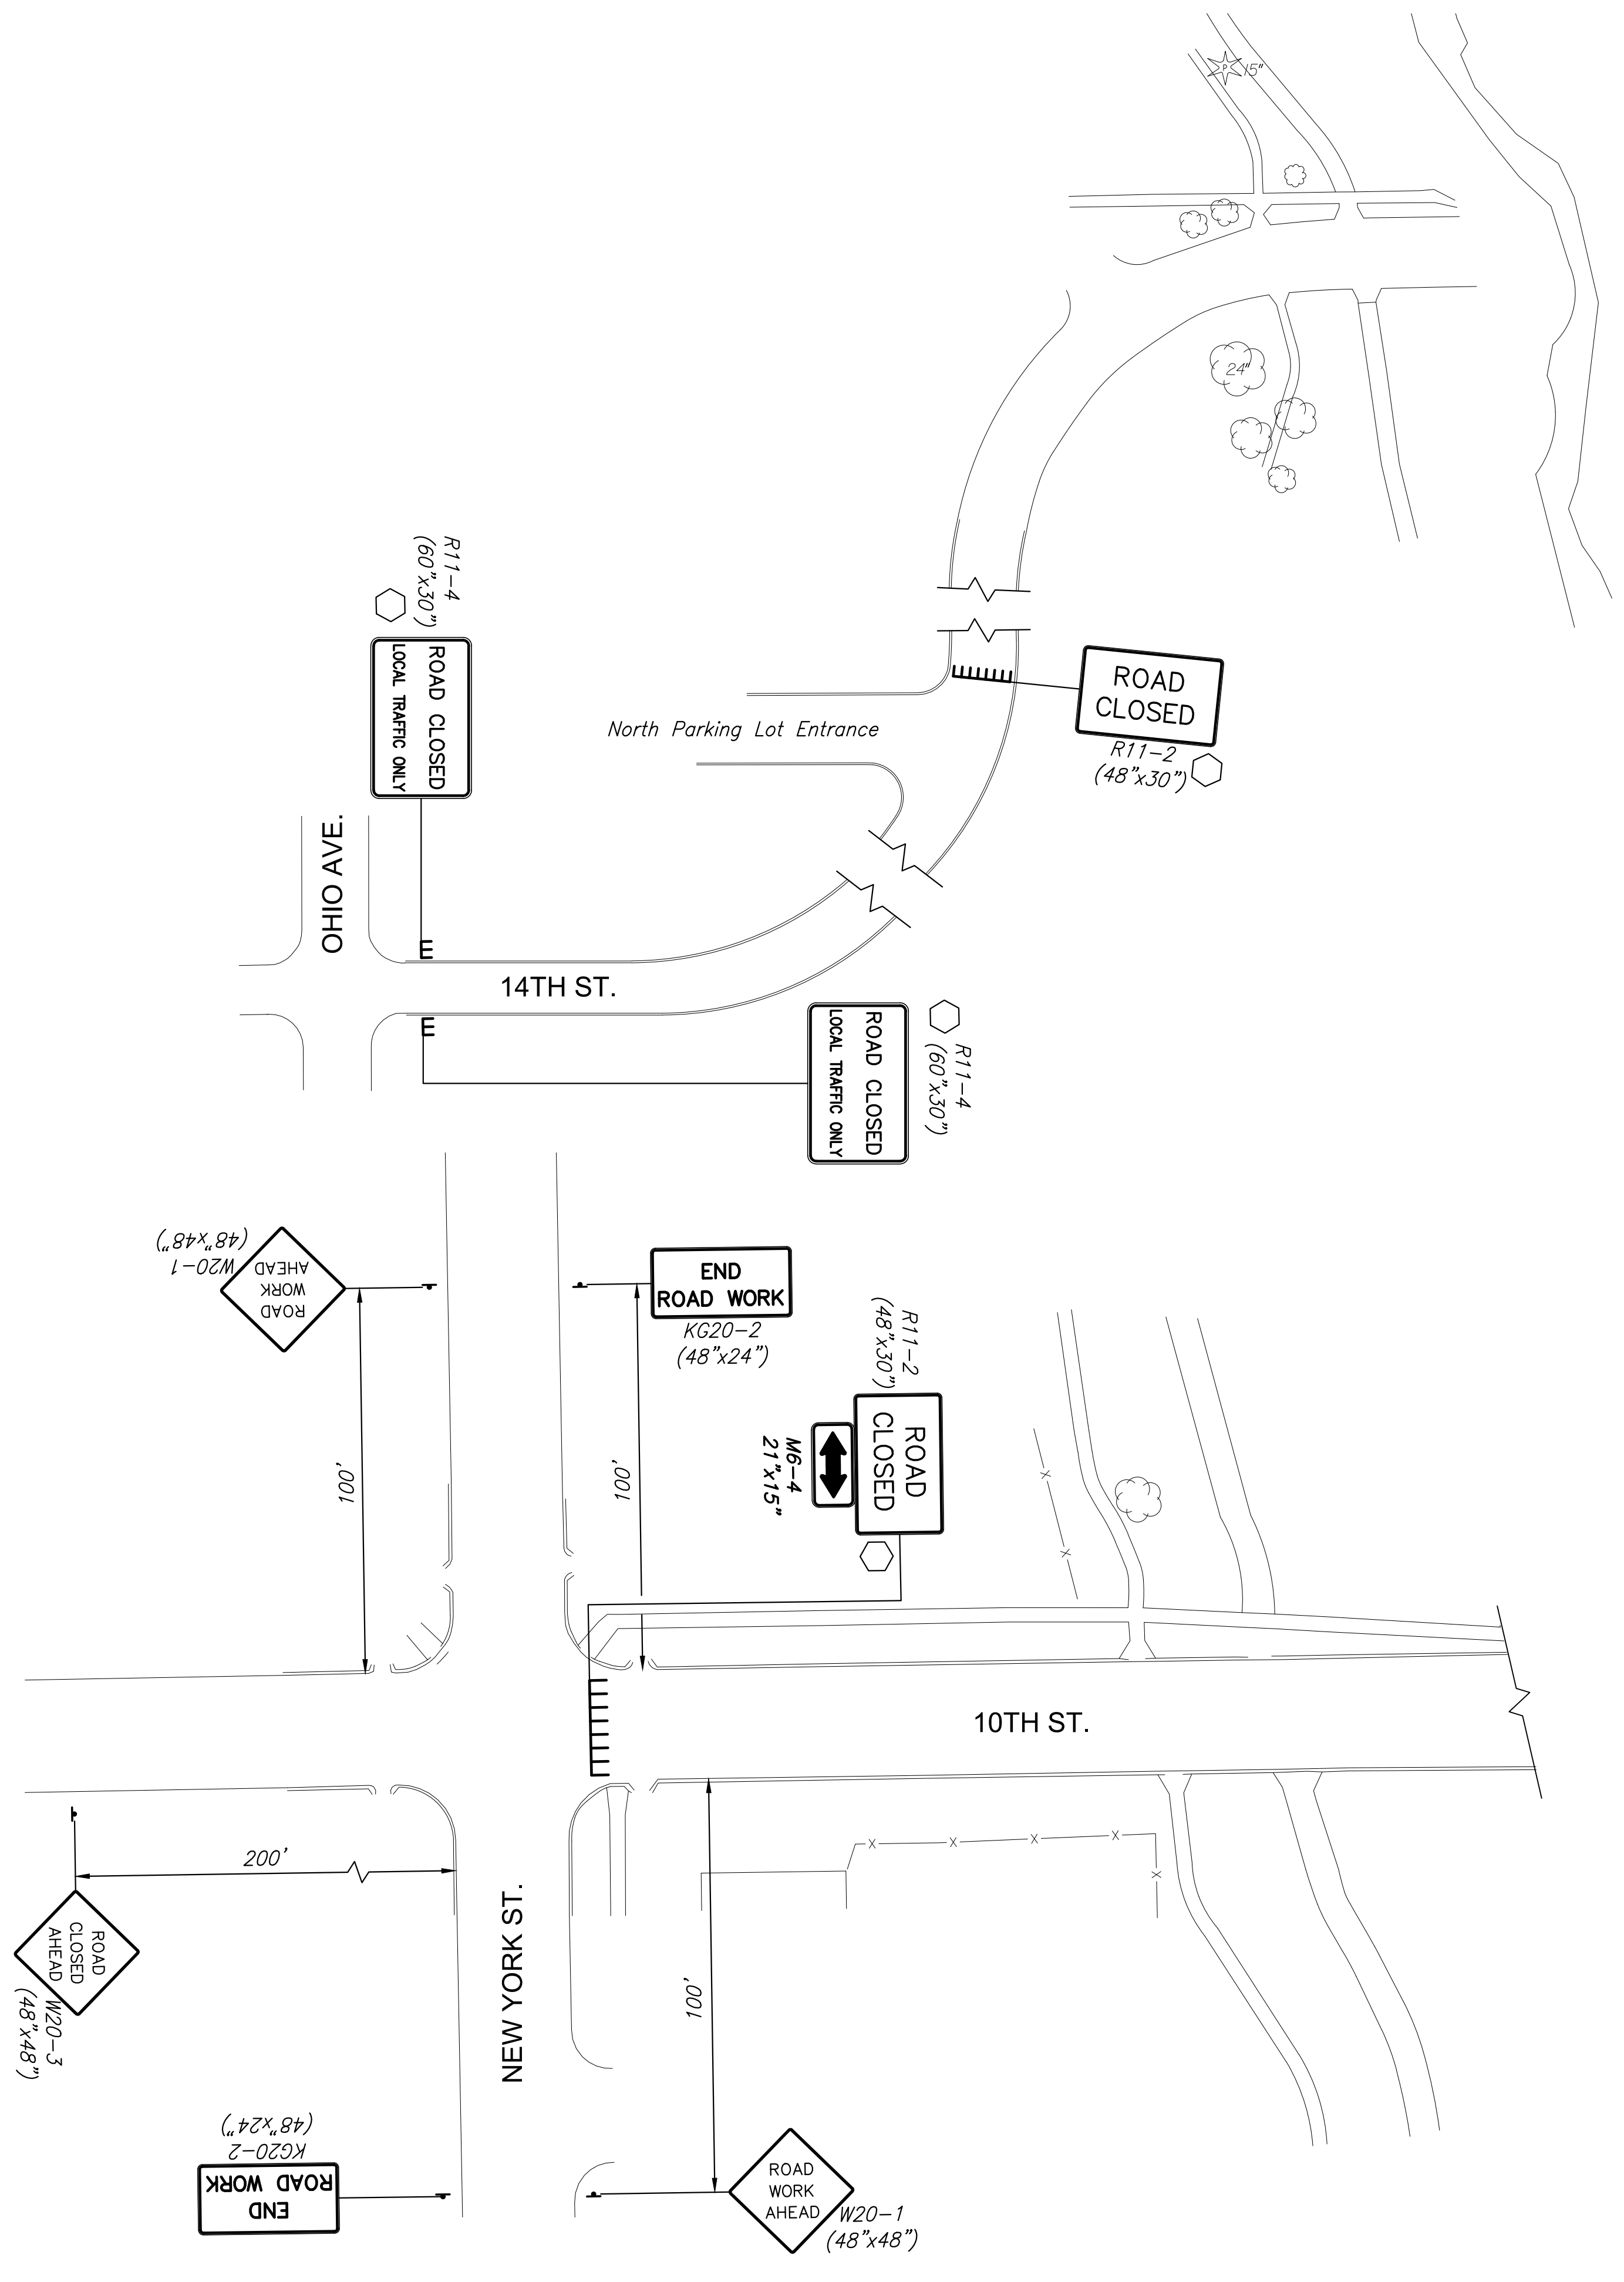 P
15"
24"
R11-4
(60"x30")
ROAD CLOSED
LOCAL TRAFFIC ONLY
ROAD
CLOSED
R11-2
(48"x30")
North Parking Lot Entrance
OHIO AVE.
14TH ST.
ROAD CLOSED
LOCAL TRAFFIC ONLY
R11-4
(60"x30")
W20-1
(48"x48")
ROAD
WORK
AHEAD
END
ROAD WORK
KG20-2
(48"x24")
R11-2
(48"x30")
ROAD
CLOSED
M6-4
21"x15"
100'
100'
X
X
10TH ST.
X
X
X
X
X
200'
NEW YORK ST.
100'
ROAD
CLOSED
AHEAD
W20-3
(48"x48")
KG20-2
(48"x24")
END
ROAD WORK
ROAD
WORK
AHEAD
W20-1
(48"x48")